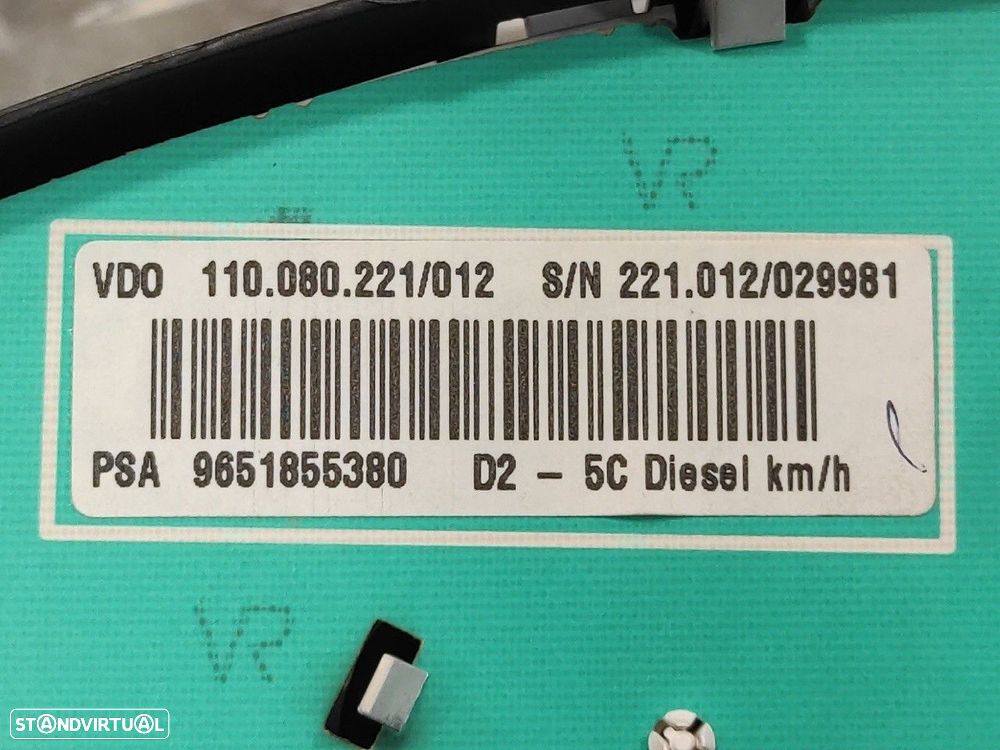 VR
VDO 110.080.221/012 S/N 221.012/029981
PSA 9651855380 D2 - 5C Diesel km/h
VR
STANDVIRTUAL